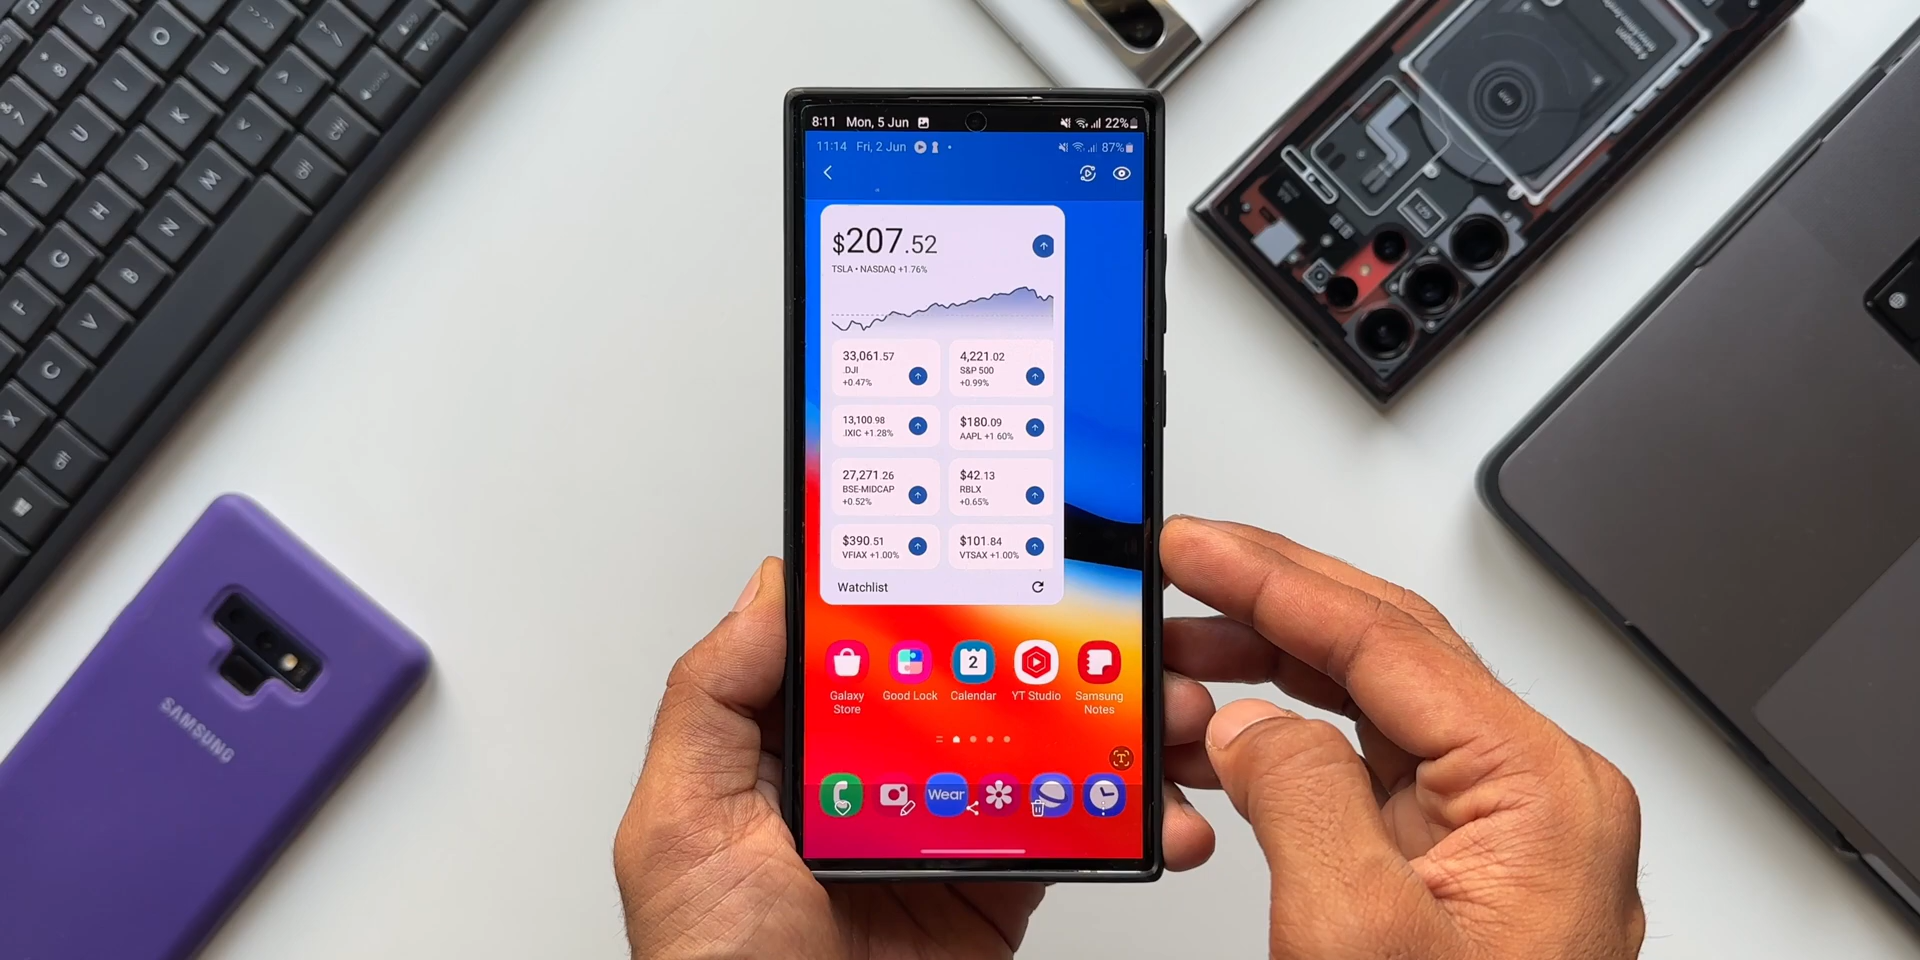 8:11 Mon, 5 Jun 22%
11:14 Fri, 2 Jun 87%
$207.52
TSLA • NASDAQ +1.76%
33,061.57
.DJI
+0.47%
4,221.02
S&P 500
+0.99%
13,100.98
.IXIC +1.28%
$180.09
AAPL +1.60%
27,271.26
BSE-MIDCAP
+0.52%
$42.13
RBLX
+0.65%
$390.51
VFIAX +1.00%
$101.84
VTSAX +1.00%
Watchlist
2
Galaxy
Store
Good Lock
Calendar
YT Studio
Samsung
Notes
T
Wear
SAMSUNG
O
I
L
U
K
Y
H
M
N
G
B
F
V
C
X